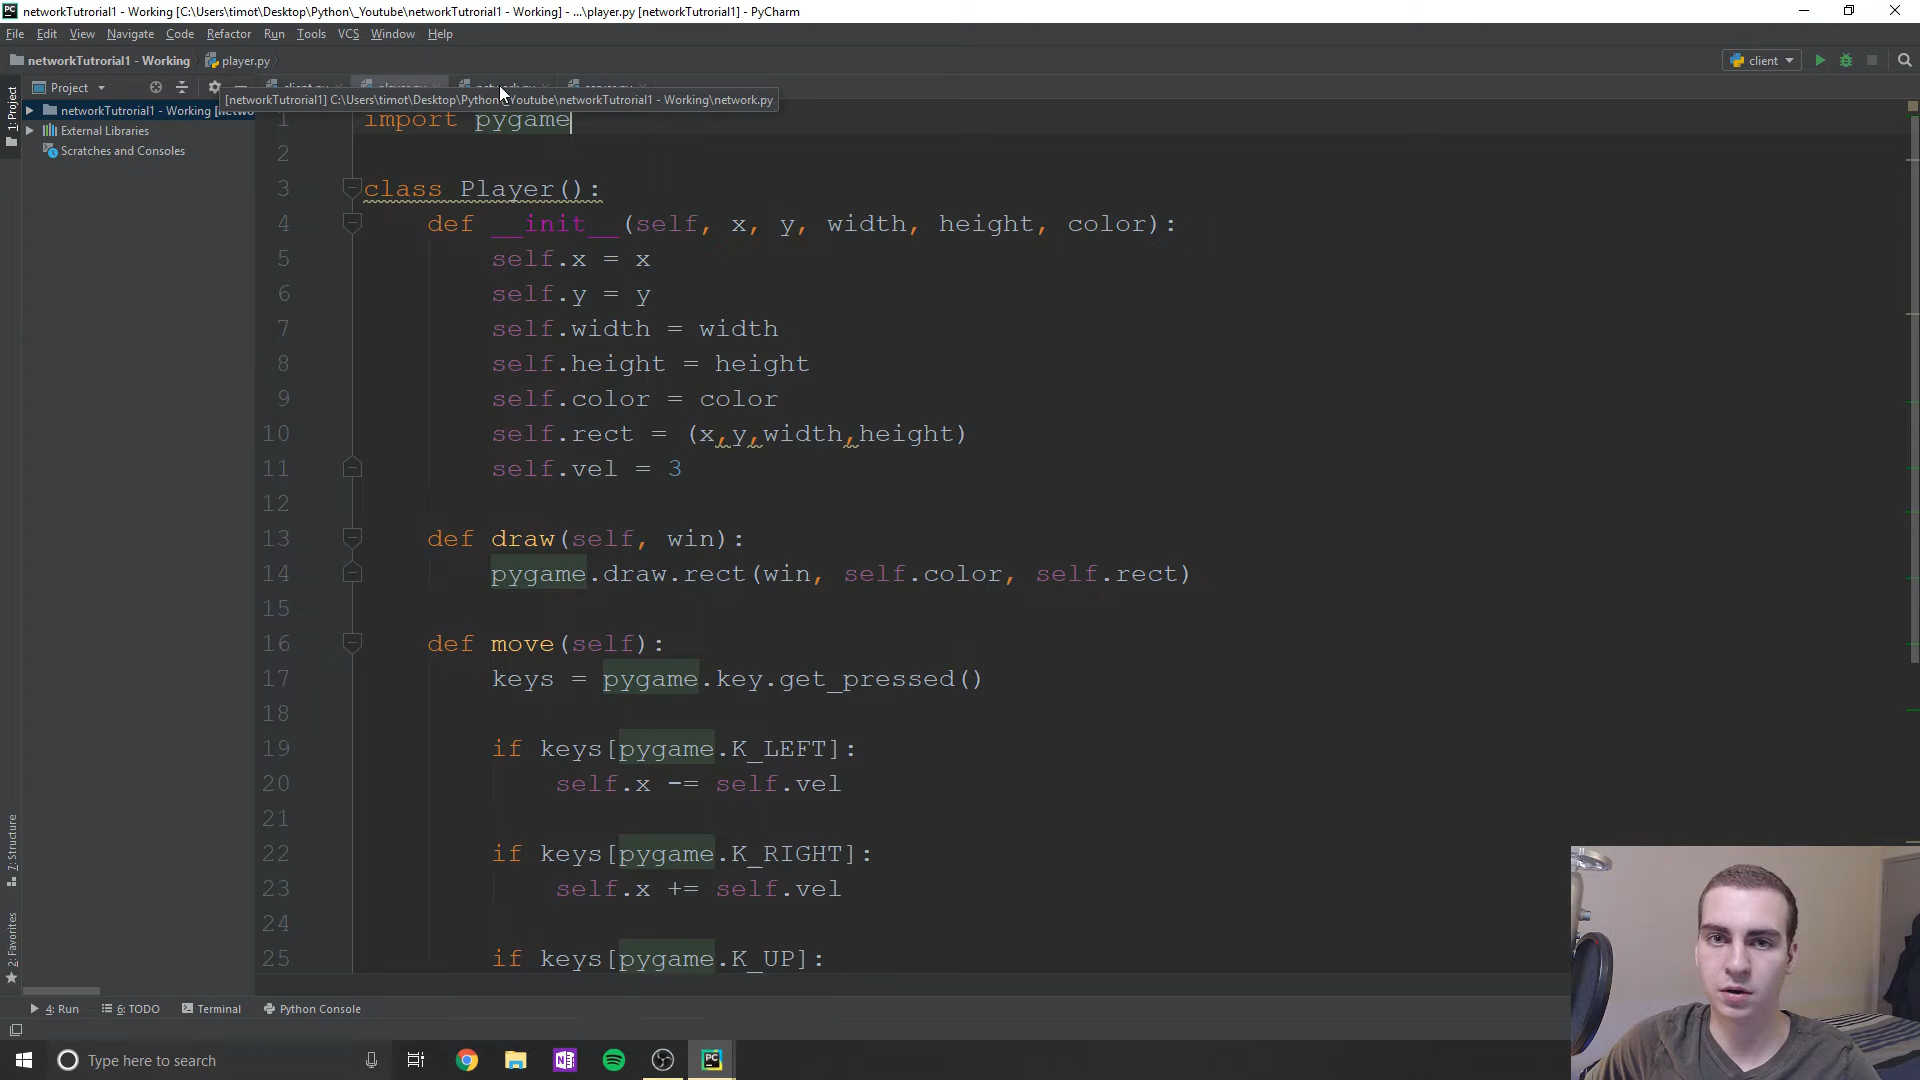 networkTutrorial1 - Working [C:\Users\timot\Desktop\Python\_Youtube\networkTutrorial1 - Working] - ...\player.py [networkTutrorial1] - PyCharm
File Edit View Navigate Code Refactor Run Tools VCS Window Help
networkTutrorial1 - Working player.py client
1: Project
Project
[networkTutrorial1] C:\Users\timot\Desktop\Python\_Youtube\networkTutrorial1 - Working\network.py
networkTutrorial1 - Working
External Libraries
Scratches and Consoles
1 import pygame
2
3 class Player():
4 def __init__(self, x, y, width, height, color):
5 self.x = x
6 self.y = y
7 self.width = width
8 self.height = height
9 self.color = color
10 self.rect = (x,y,width,height)
11 self.vel = 3
12
13 def draw(self, win):
14 pygame.draw.rect(win, self.color, self.rect)
15
16 def move(self):
17 keys = pygame.key.get_pressed()
18
19 if keys[pygame.K_LEFT]:
20 self.x -= self.vel
21
22 if keys[pygame.K_RIGHT]:
23 self.x += self.vel
24
25 if keys[pygame.K_UP]:
7: Structure
2: Favorites
4: Run 6: TODO Terminal Python Console
Type here to search